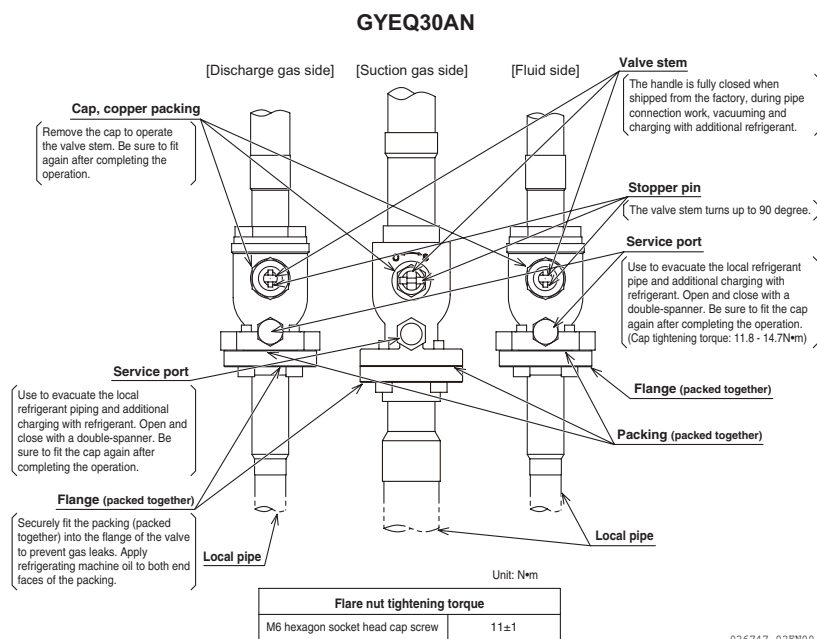 GYEQ30AN
[Discharge gas side] [Suction gas side] [Fluid side]
Valve stem
The handle is fully closed when
shipped from the factory, during pipe
connection work, vacuuming and
charging with additional refrigerant.
Cap, copper packing
Remove the cap to operate
the valve stem. Be sure to fit
again after completing the
operation.
Stopper pin
The valve stem turns up to 90 degree.
Service port
Use to evacuate the local refrigerant
pipe and additional charging with
refrigerant. Open and close with a
double-spanner. Be sure to fit the cap
again after completing the operation.
(Cap tightening torque: 11.8 - 14.7N•m)
Service port
Use to evacuate the local
refrigerant piping and additional
charging with refrigerant. Open and
close with a double-spanner. Be
sure to fit the cap again after
completing the operation.
Flange (packed together)
Packing (packed together)
Flange (packed together)
Securely fit the packing (packed
together) into the flange of the valve
to prevent gas leaks. Apply
refrigerating machine oil to both end
faces of the packing.
Local pipe
Local pipe
Unit: N•m
Flare nut tightening torque
M6 hexagon socket head cap screw 11±1